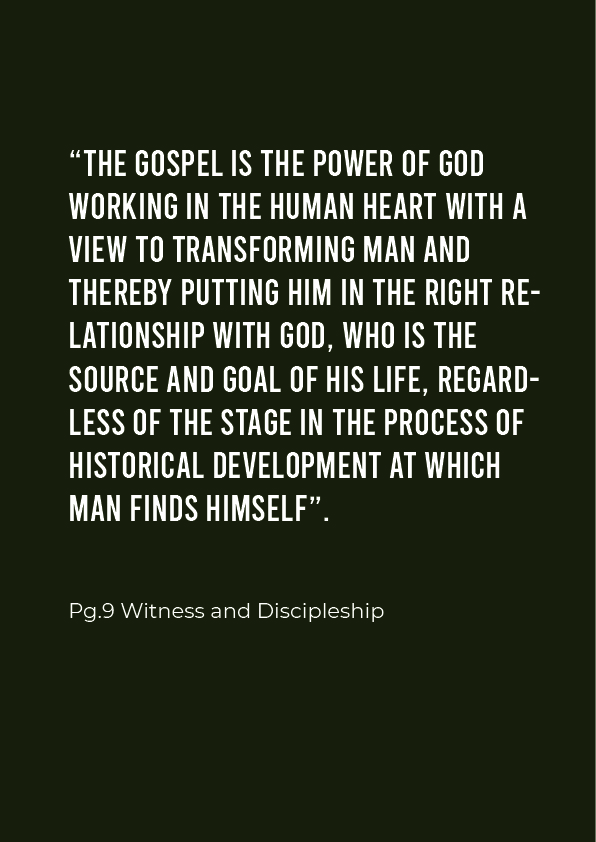 “THE GOSPEL IS THE POWER OF GOD
WORKING IN THE HUMAN HEART WITH A
VIEW TO TRANSFORMING MAN AND
THEREBY PUTTING HIM IN THE RIGHT RE-
LATIONSHIP WITH GOD, WHO IS THE
SOURCE AND GOAL OF HIS LIFE, REGARD-
LESS OF THE STAGE IN THE PROCESS OF
HISTORICAL DEVELOPMENT AT WHICH
MAN FINDS HIMSELF”.
Pg.9 Witness and Discipleship